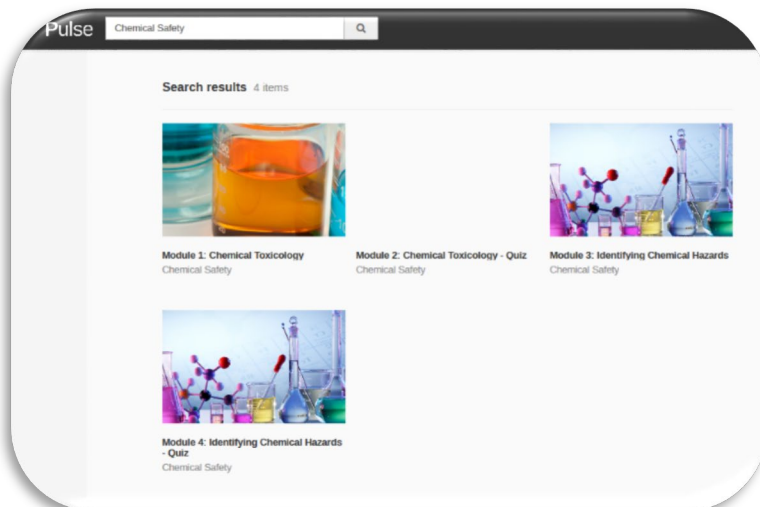 Pulse
Chemical Safety
Search results 4 items
Module 1: Chemical Toxicology
Chemical Safety
Module 2: Chemical Toxicology - Quiz
Chemical Safety
Module 3: Identifying Chemical Hazards
Chemical Safety
Module 4: Identifying Chemical Hazards
- Quiz
Chemical Safety